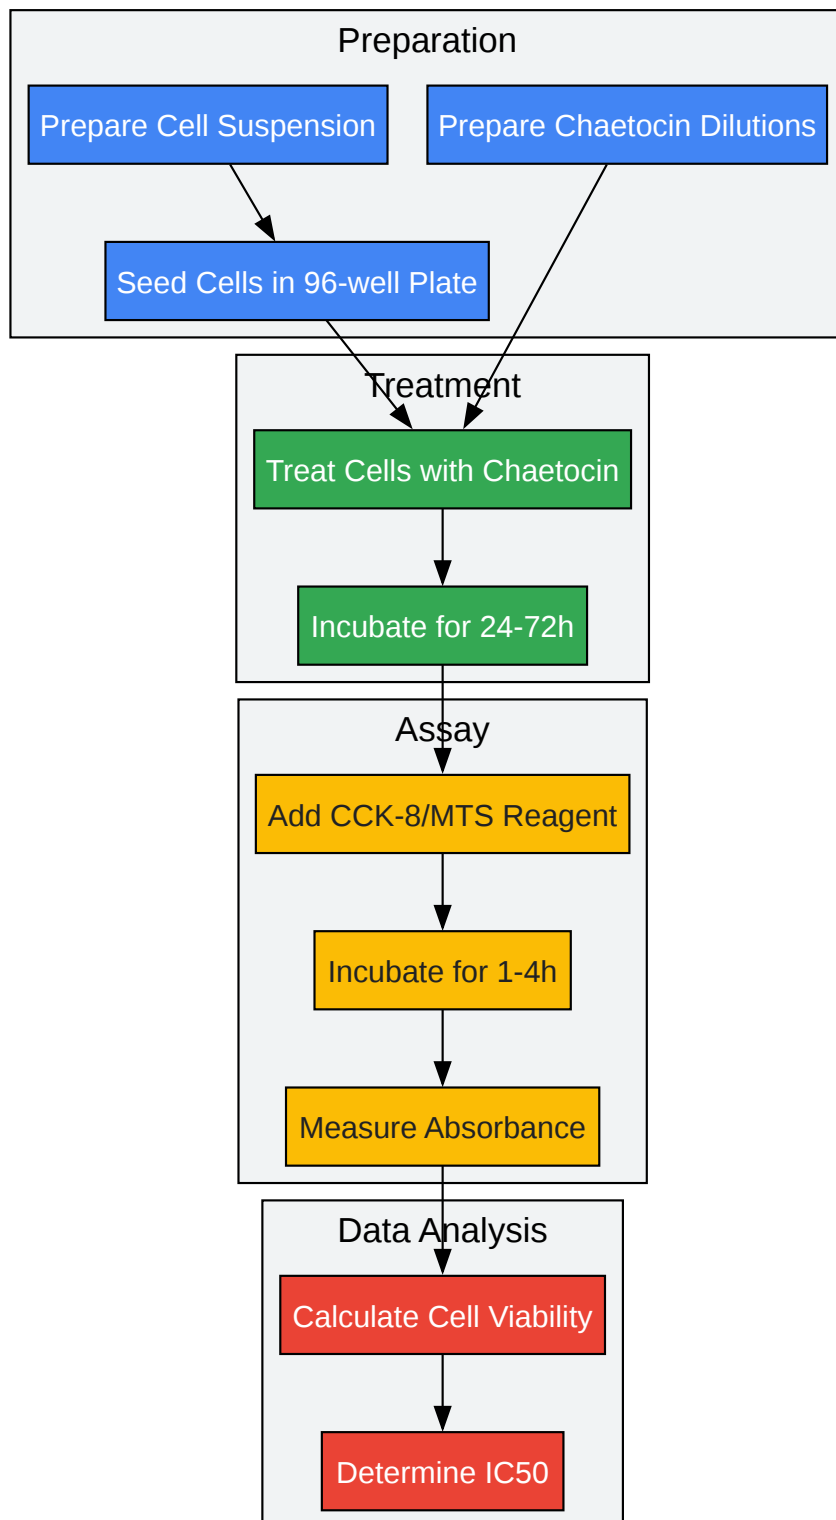 Preparation
Prepare Cell Suspension
Prepare Chaetocin Dilutions
Seed Cells in 96-well Plate
Treatment
Treat Cells with Chaetocin
Incubate for 24-72h
Assay
Add CCK-8/MTS Reagent
Incubate for 1-4h
Measure Absorbance
Data Analysis
Calculate Cell Viability
Determine IC50